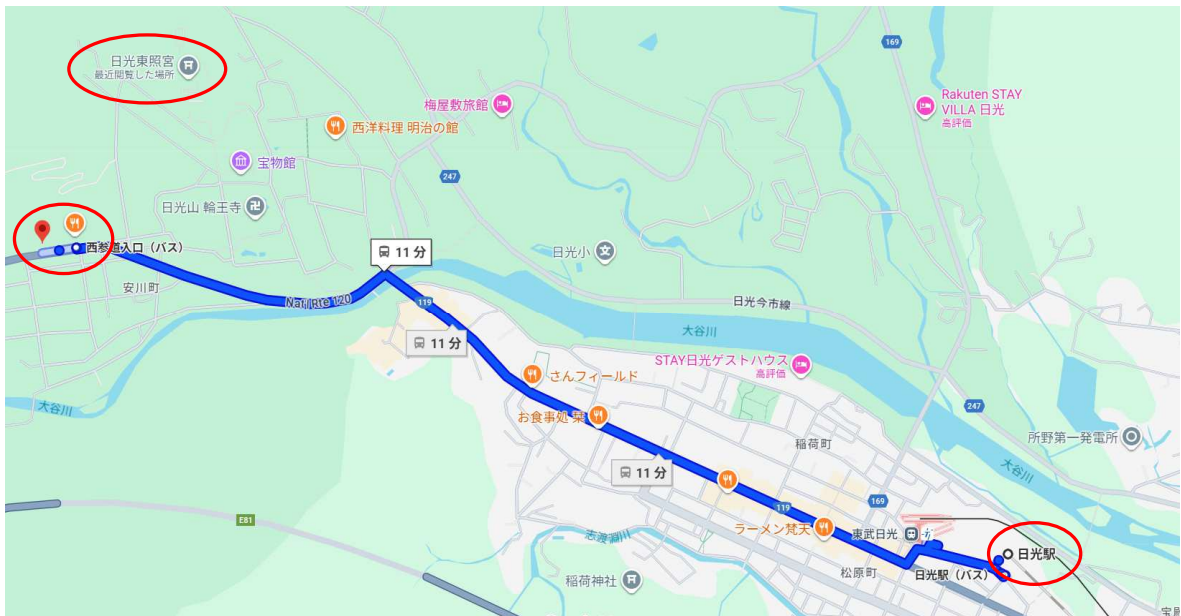 169
日光東照宮
最近閲覧した場所
Rakuten STAY
VILLA 日光
高評価
梅屋敷旅館
西洋料理 明治の館
宝物館
247
日光山 輪王寺
西参道入口（バス）
11 分
日光小
安川町
Nat'l Rte 120
119
日光今市線
11 分
大谷川
STAY日光ゲストハウス
高評価
さんフィールド
大谷川
247
お食事処 栞
稲荷町
所野第一発電所
11 分
大谷川
E81
119
169
ラーメン梵天
東武日光
志渡淵川
日光駅
松原町
日光駅（バス）
稲荷神社